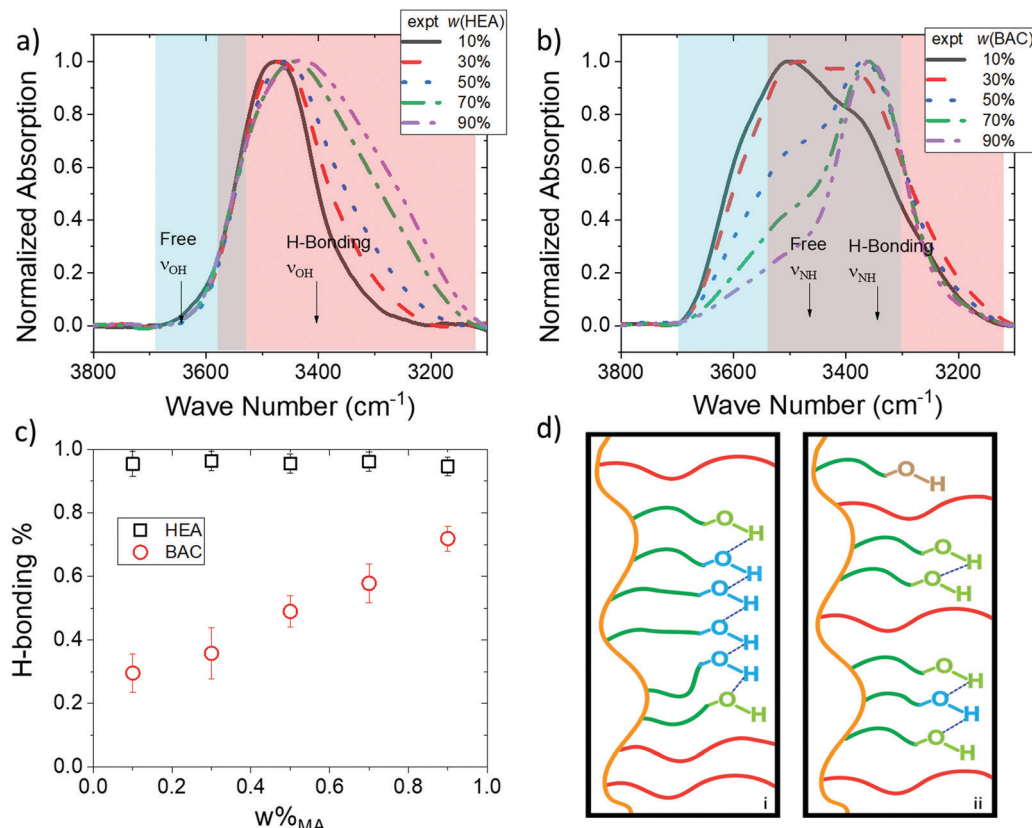 a)
expt w(HEA)
10%
30%
50%
70%
90%
Free
νOH
H-Bonding
νOH
Normalized Absorption
1.0
0.8
0.6
0.4
0.2
0.0
3800 3600 3400 3200
Wave Number (cm⁻¹)
b)
expt w(BAC)
10%
30%
50%
70%
90%
Free
νNH
H-Bonding
νNH
Normalized Absorption
1.0
0.8
0.6
0.4
0.2
0.0
3800 3600 3400 3200
Wave Number (cm⁻¹)
c)
HEA
BAC
H-bonding %
1.0
0.8
0.6
0.4
0.2
0.0
0.0 0.2 0.4 0.6 0.8 1.0
w%MA
d)
O H
O H
O H
O H
O H
O H
i
O H
O H
O H
O H
O H
O H
ii